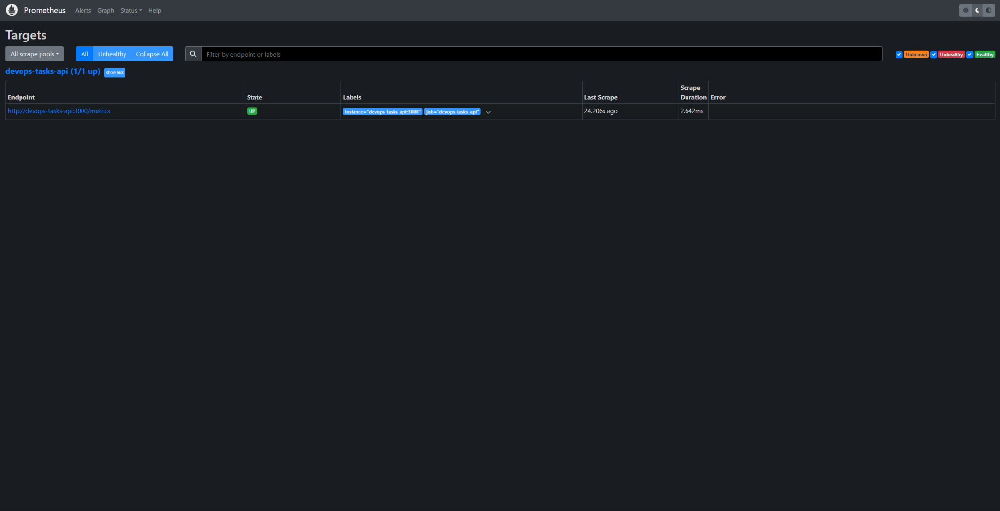 Prometheus Alerts Graph Status Help
Targets
All scrape pools All Unhealthy Collapse All Filter by endpoint or labels Unknown Unhealthy Healthy
devops-tasks-api (1/1 up) show less
Endpoint State Labels Last Scrape Scrape Duration Error
http://devops-tasks-api:3000/metrics UP instance="devops-tasks-api:3000" job="devops-tasks-api" 24.206s ago 2.642ms